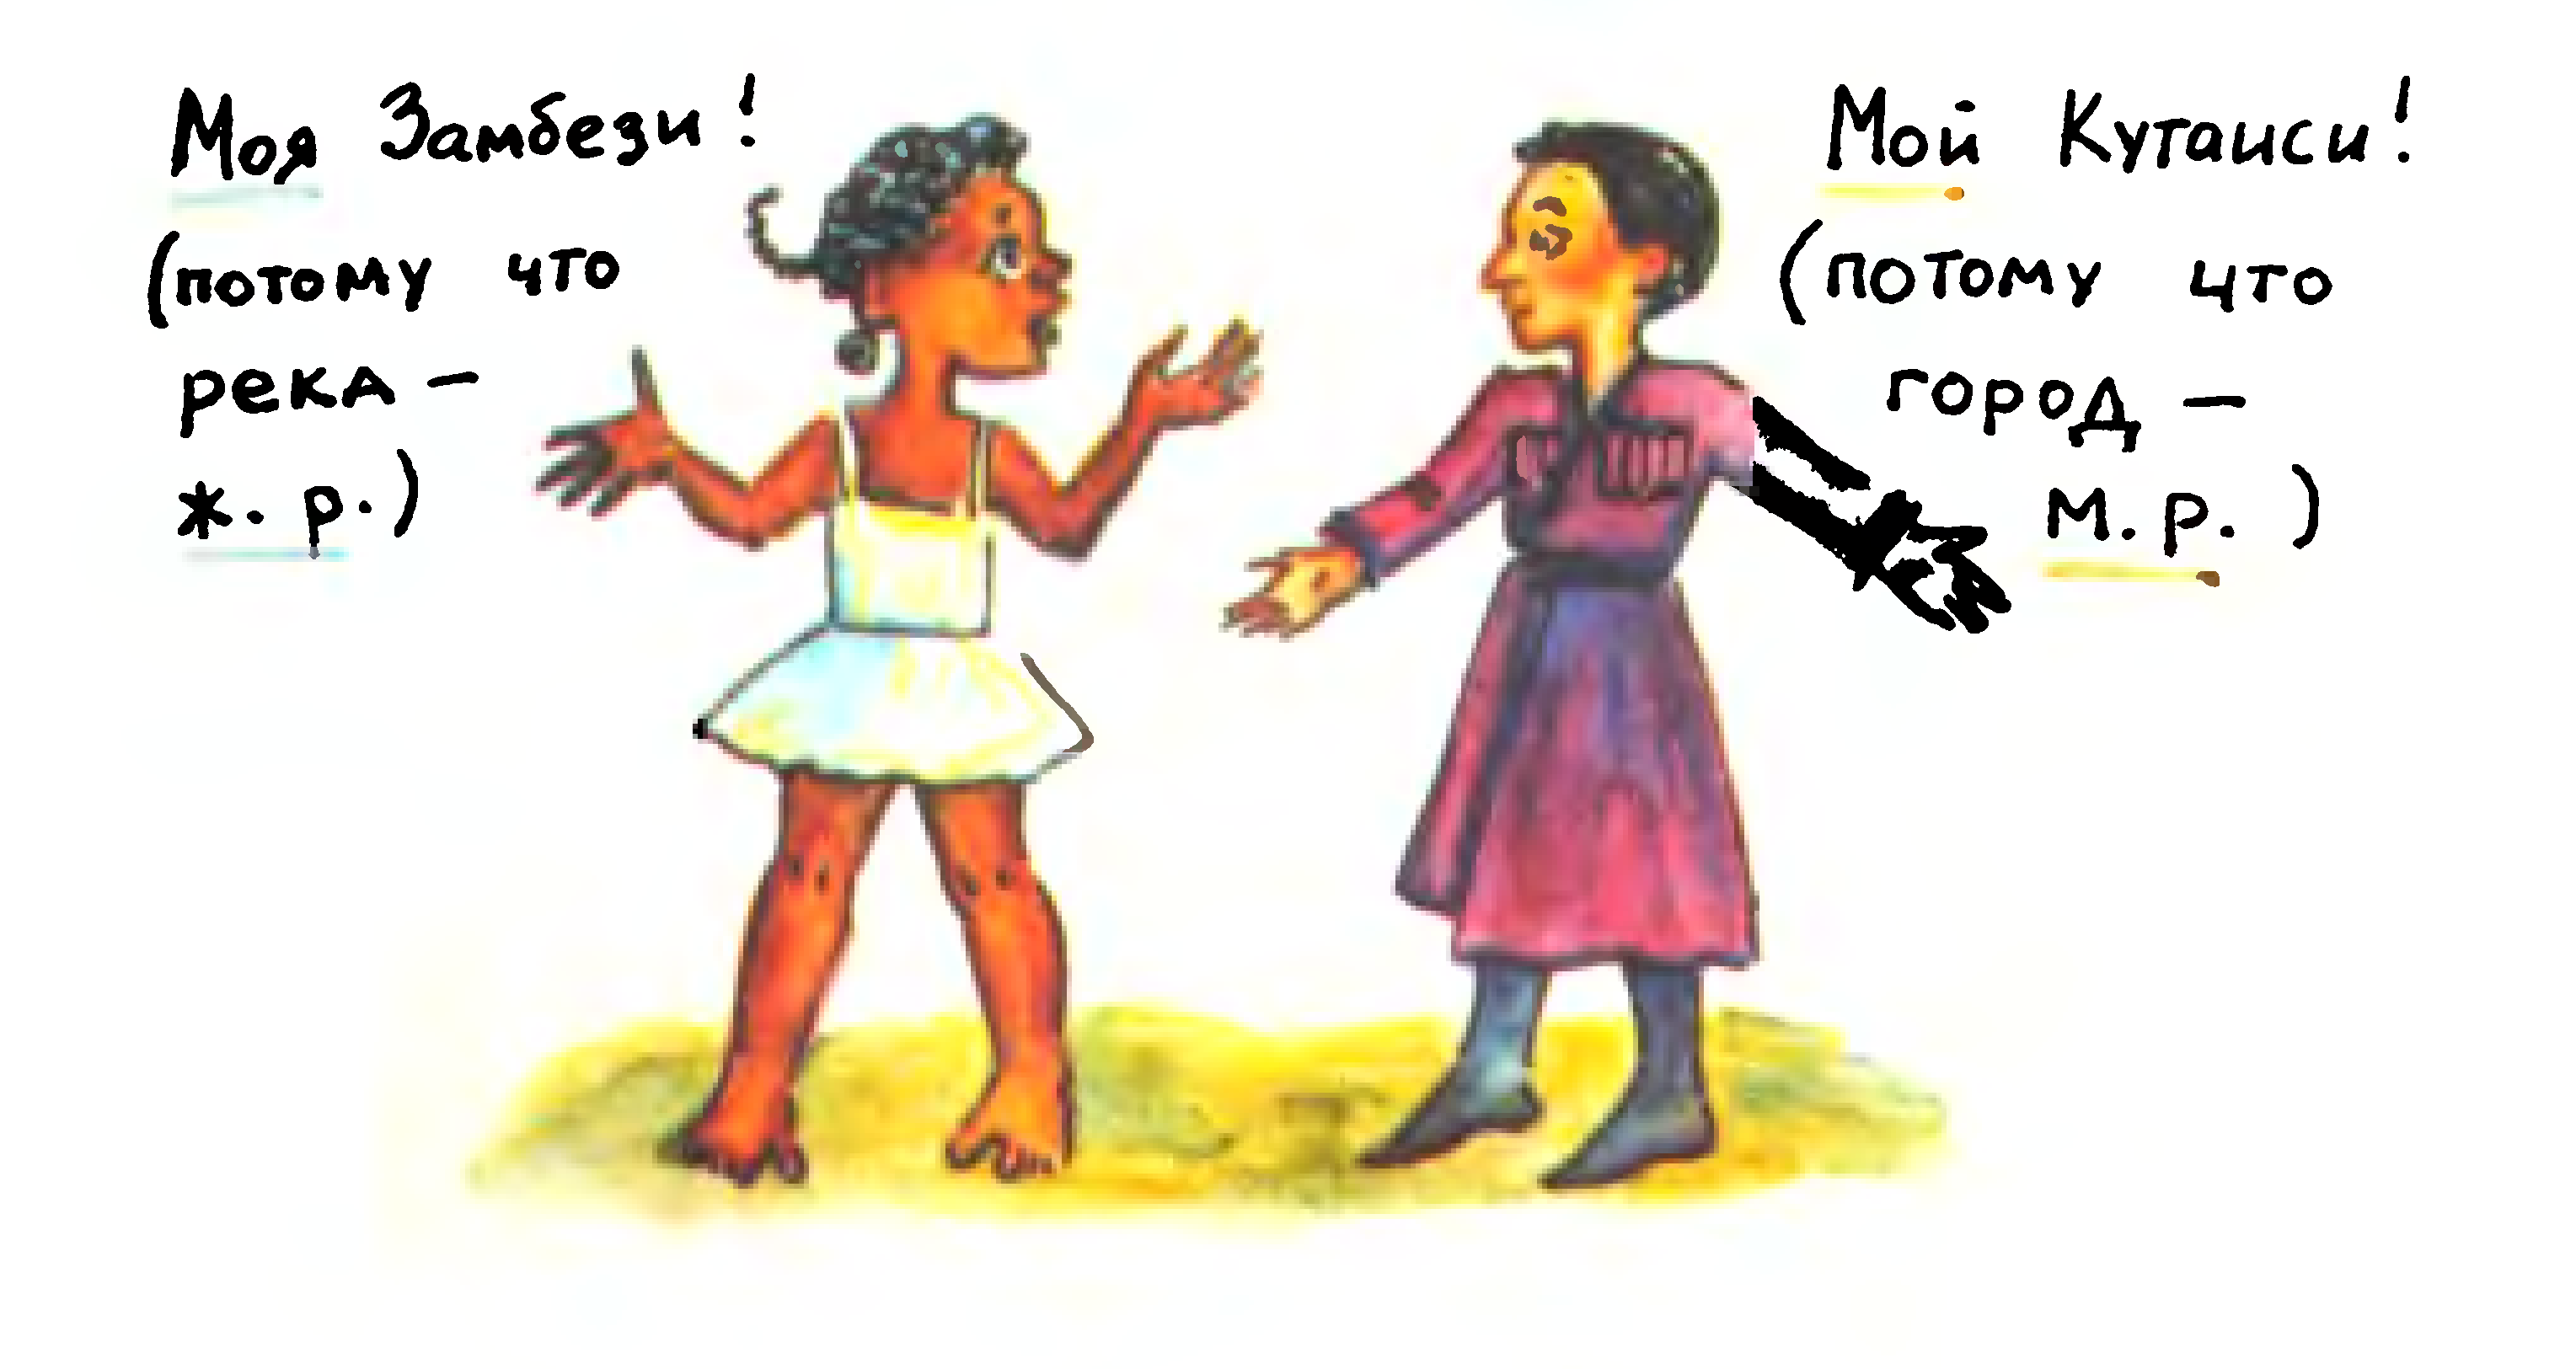 Моя Замбези!
(потому что
река –
ж. р.)
Мой Кутаиси!
(потому что
город –
м. р. )